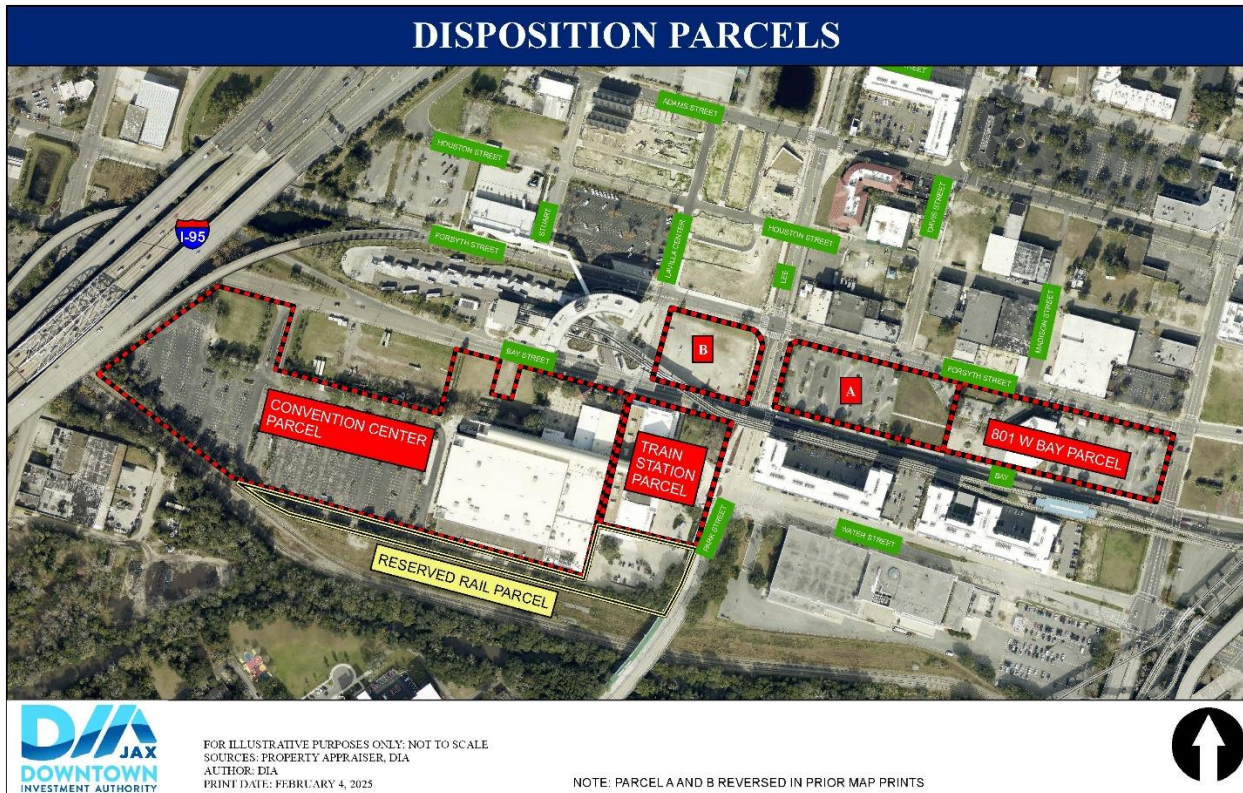 DISPOSITION PARCELS
ADAMS STREET
HOUSTON STREET
DAVIS STREET
STUART
LAVILLA CENTER
HOUSTON STREET
I-95
FORSYTH STREET
LEE
MADISON STREET
B
BAY STREET
FORSYTH STREET
A
CONVENTION CENTER
PARCEL
TRAIN
STATION
PARCEL
801 W BAY PARCEL
BAY
PARK STREET
WATER STREET
RESERVED RAIL PARCEL
DIA
JAX
DOWNTOWN
INVESTMENT AUTHORITY
FOR ILLUSTRATIVE PURPOSES ONLY: NOT TO SCALE
SOURCES: PROPERTY APPRAISER, DIA
AUTHOR: DIA
PRINT DATE: FEBRUARY 4, 2025
NOTE: PARCEL A AND B REVERSED IN PRIOR MAP PRINTS